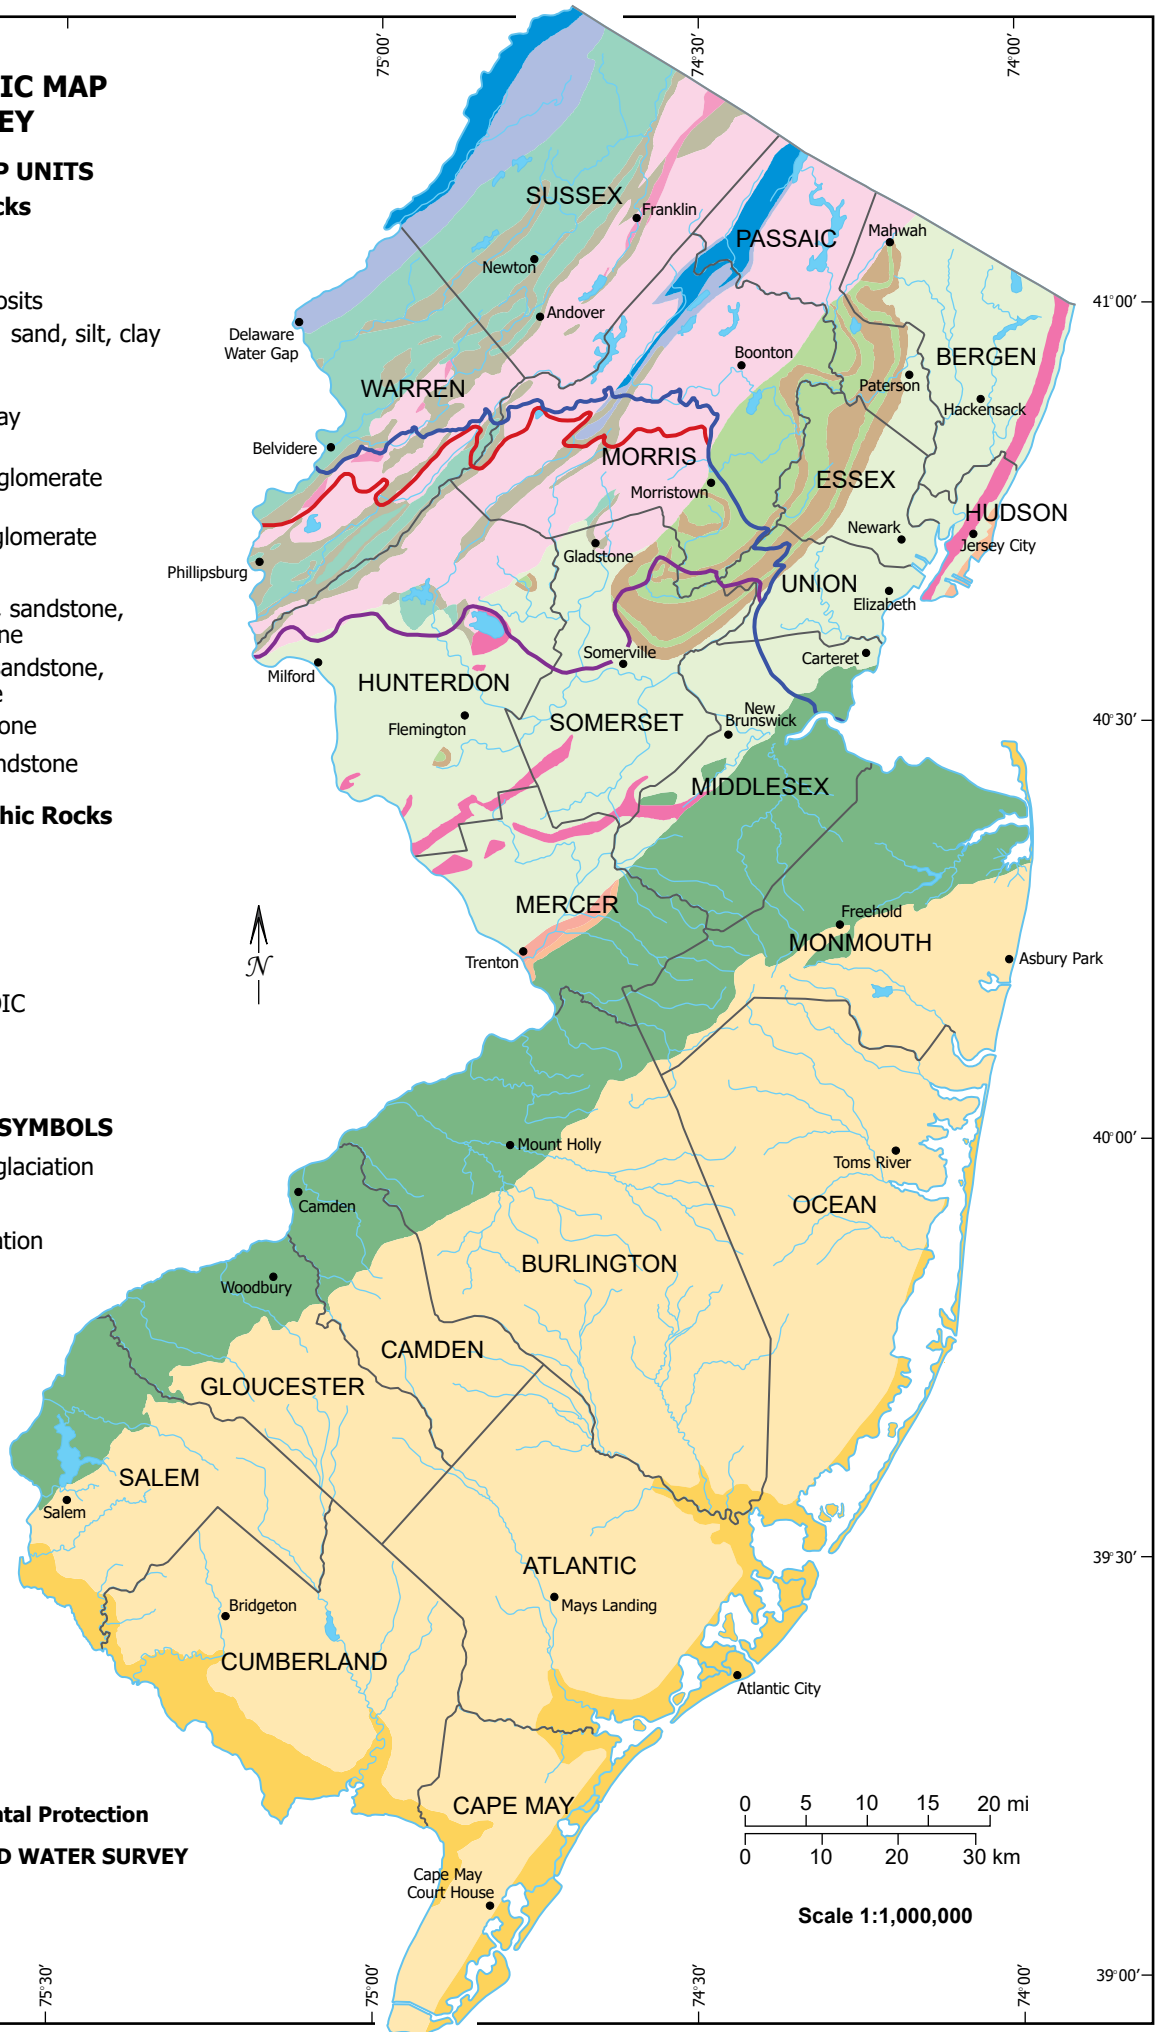 75°00'
74°30'
74°00'
IC MAP
EY
P UNITS
cks
osits
sand, silt, clay
ay
glomerate
glomerate
, sandstone,
ne
sandstone,
e
one
ndstone
hic Rocks
IC
SYMBOLS
glaciation
ation
ntal Protection
D WATER SURVEY
SUSSEX
Franklin
PASSAIC
Mahwah
Newton
Andover
41°00'
Delaware
Water Gap
Boonton
BERGEN
WARREN
Paterson
Hackensack
Belvidere
MORRIS
ESSEX
Morristown
HUDSON
Newark
Jersey City
Gladstone
Phillipsburg
UNION
Elizabeth
Somerville
Carteret
Milford
HUNTERDON
New
Brunswick
SOMERSET
Flemington
40°30'
MIDDLESEX
MERCER
Freehold
MONMOUTH
Asbury Park
Trenton
N
Mount Holly
40°00'
Toms River
Camden
OCEAN
BURLINGTON
Woodbury
CAMDEN
GLOUCESTER
SALEM
Salem
39°30'
ATLANTIC
Bridgeton
Mays Landing
CUMBERLAND
Atlantic City
CAPE MAY
0 5 10 15 20 mi
0 10 20 30 km
Cape May
Court House
Scale 1:1,000,000
39°00'
75°30'
75°00'
74°30'
74°00'